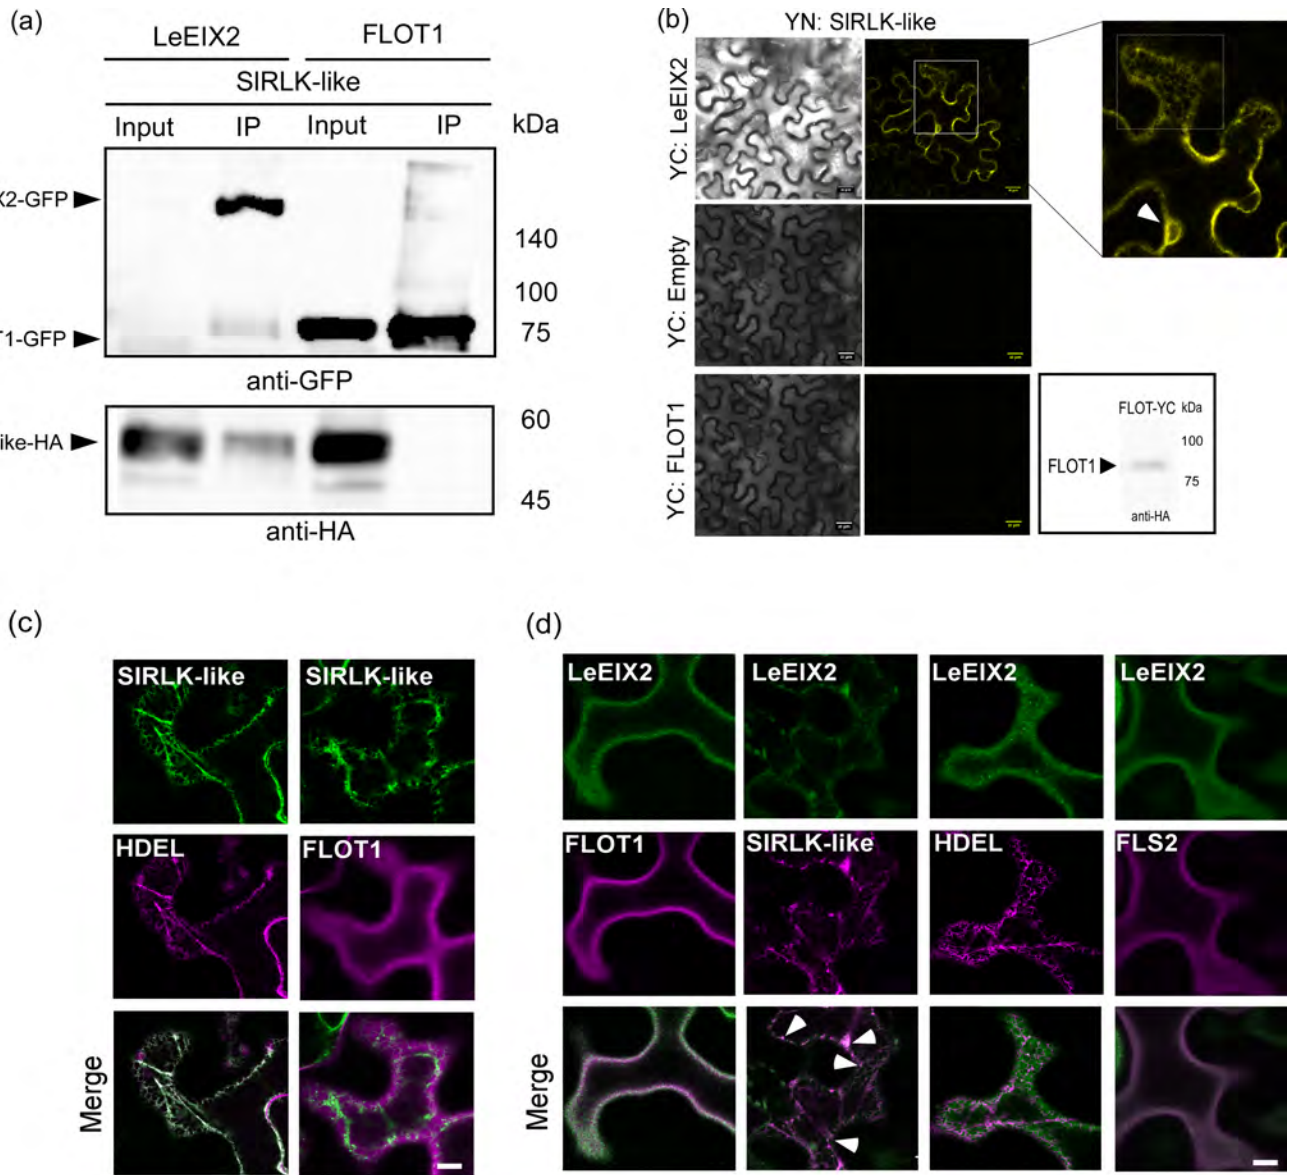 (a)
LeEIX2 FLOT1
SlRLK-like
Input IP Input IP kDa
X2-GFP
140
100
T1-GFP 75
anti-GFP
60
ike-HA
45
anti-HA
(b)
YN: SlRLK-like
YC: LeEIX2
YC: Empty
YC: FLOT1
FLOT-YC kDa
100
FLOT1
75
anti-HA
(c)
SlRLK-like SlRLK-like
HDEL FLOT1
Merge
(d)
LeEIX2 LeEIX2 LeEIX2 LeEIX2
FLOT1 SlRLK-like HDEL FLS2
Merge